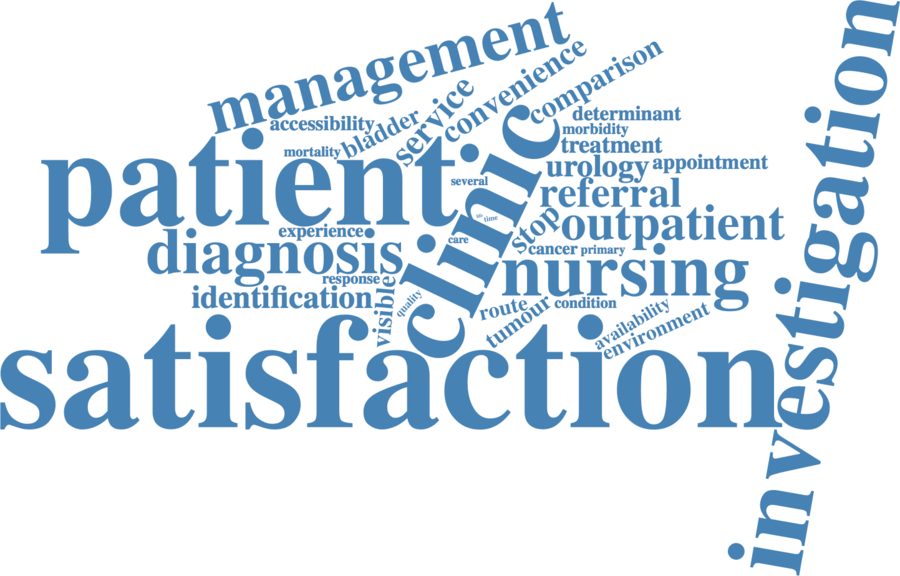 management
convenience
comparison
service
accessibility
bladder
determinant
morbidity
treatment
mortality
urology
appointment
patient
several
clinic
referral
time
stop
outpatient
experience
care
diagnosis
cancer
primary
response
nursing
identification
visible
quality
route
tumour
condition
availability
environment
satisfaction
investigation